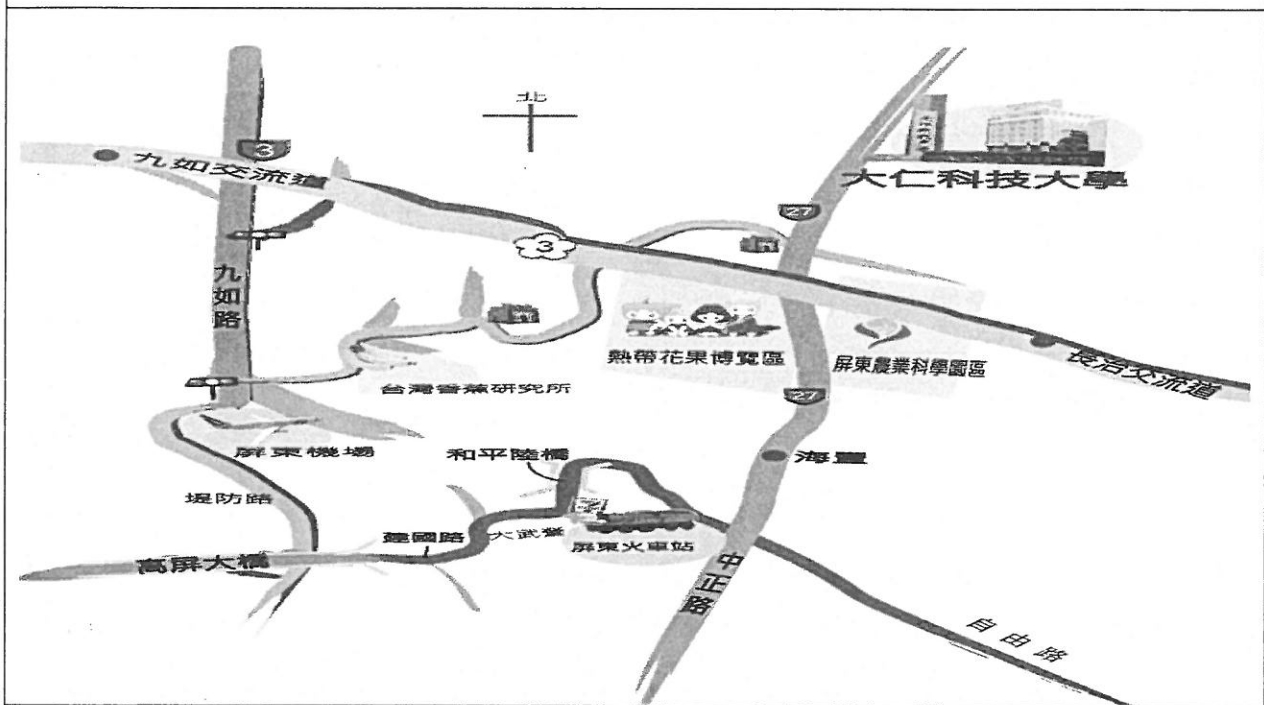 北
3
九如交流道
大仁科技大學
27
3
九如路
熱帶花果博覽區
屏東農業科學園區
長治交流道
台灣香蕉研究所
27
屏東機場
和平陸橋
海豐
堤防路
建國路
大武營
屏東火車站
高屏大橋
中正路
自由路